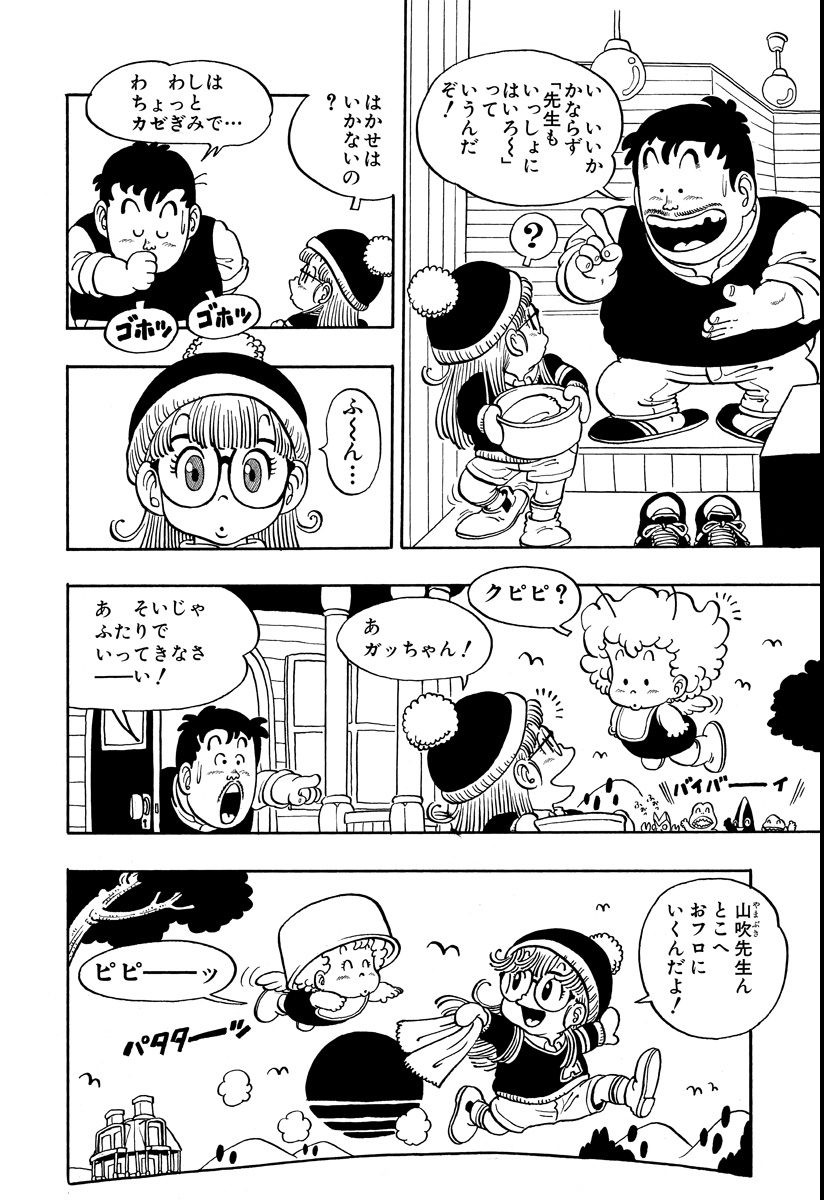 い いいか
かならず
「先生も
いっしょに
はいろ〜」
って
いうんだ
ぞ!
?
はかせは
いかないの
?
わ わしは
ちょっと
カゼぎみで…
ゴホッ
ゴホッ
ふ〜ん…
クピピ?
あ
ガッちゃん!
バイバーーイ
あ そいじゃ
ふたりで
いってきなさ
――い!
山吹先生ん
やまぶき
とこへ
おフロに
いくんだよ!
ピピ――ッ
パタターッ